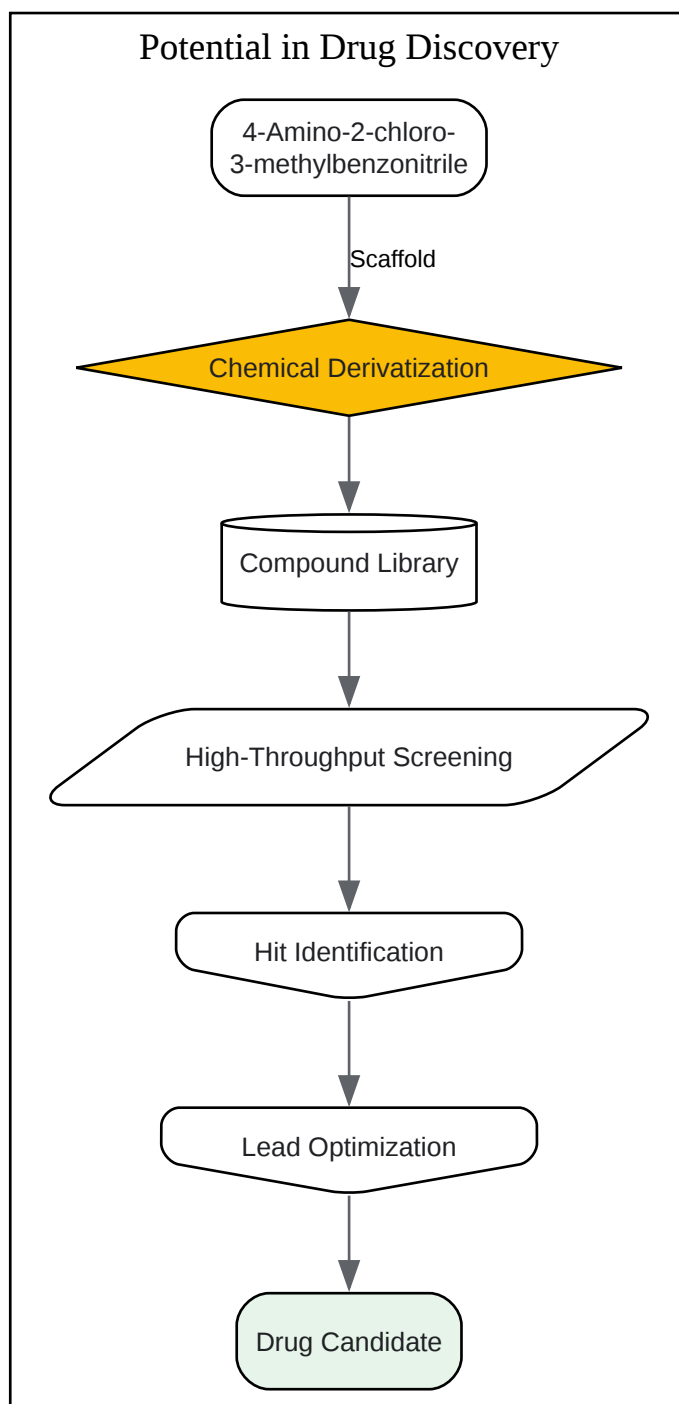 Potential in Drug Discovery
4-Amino-2-chloro-
3-methylbenzonitrile
Scaffold
Chemical Derivatization
Compound Library
High-Throughput Screening
Hit Identification
Lead Optimization
Drug Candidate